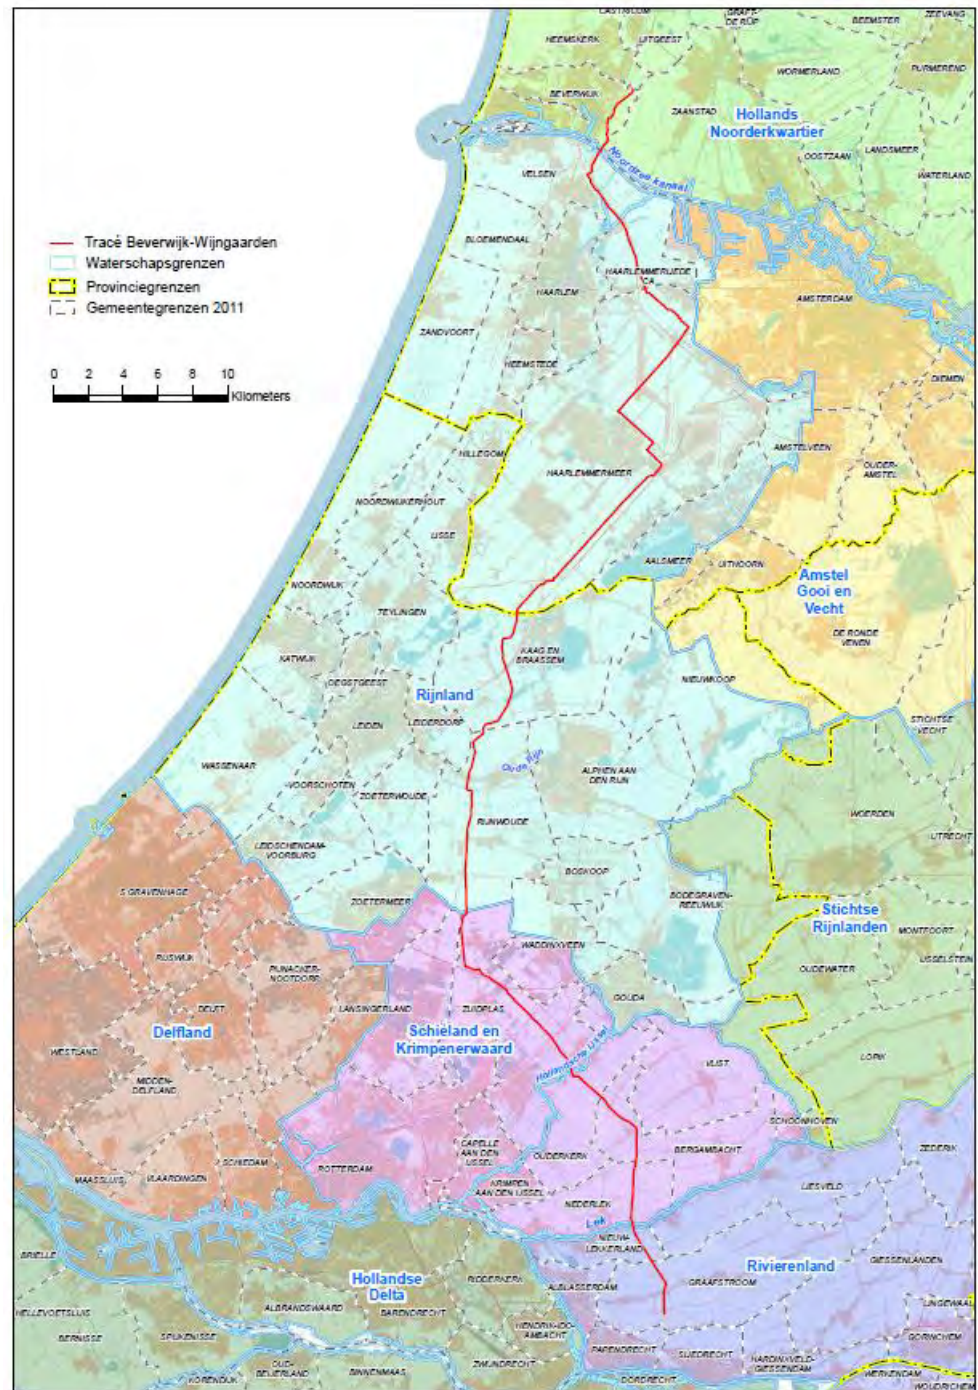 CASTRICUM
GRAFT-
DE RIJP
BEEMSTER
ZEEVANG
HEEMSKERK
UITGEEST
WORMERLAND
PURMEREND
BEVERWIJK
ZAANSTAD
Hollands
Noorderkwartier
OOSTZAAN
LANDSMEER
WATERLAND
Noordzee kanaal
VELSEN
BLOEMENDAAL
HAARLEMMERLIEDE
CA
HAARLEM
AMSTERDAM
ZANDVOORT
HEEMSTEDE
DIEMEN
Tracé Beverwijk-Wijngaarden
Waterschapsgrenzen
Provinciegrenzen
Gemeentegrenzen 2011
0 2 4 6 8 10
Kilometers
HILLEGOM
HAARLEMMERMEER
AMSTELVEEN
OUDER-
AMSTEL
NOORDWIJKERHOUT
LISSE
AALSMEER
UITHOORN
NOORDWIJK
TEYLINGEN
Amstel
Gooi en
Vecht
DE RONDE
VENEN
KATWIJK
KAAG EN
BRAASSEM
OEGSTGEEST
Rijnland
NIEUWKOOP
LEIDEN
LEIDERDORP
STICHTSE
VECHT
WASSENAAR
Oude Rijn
VOORSCHOTEN
ZOETERWOUDE
ALPHEN AAN
DEN RIJN
RIJNWOUDE
WOERDEN
UTRECHT
LEIDSCHENDAM-
VOORBURG
BOSKOOP
S GRAVENHAGE
ZOETERMEER
BODEGRAVEN-
REEUWIJK
Stichtse
Rijnlanden
MONTFOORT
IJSSELSTEIN
RIJSWIJK
PIJNACKER-
NOOTDORP
WADDINXVEEN
OUDEWATER
DELFT
LANSINGERLAND
ZUIDPLAS
GOUDA
Delfland
Schieland en
Krimpenerwaard
WESTLAND
Hollandsche IJssel
VLIST
LOPIK
MIDDEN-
DELFLAND
SCHOONHOVEN
CAPELLE
AAN DEN
IJSSEL
OUDERKERK
BERGAMBACHT
ZEDERIK
MAASSLUIS
VLAARDINGEN
SCHIEDAM
ROTTERDAM
KRIMPEN
AAN DEN IJSSEL
NEDERLEK
LIESVELD
Lek
NIEUW-
LEKKERLAND
BRIELLE
Hollandse
Delta
RIDDERKERK
ALBLASSERDAM
GRAAFSTROOM
Rivierenland
GIESSENLANDEN
HELLEVOETSLUIS
ALBRANDSWAARD
BARENDRECHT
LINGEWAAL
BERNISSE
SPIJKENISSE
HENDRIK-IDO-
AMBACHT
PAPENDRECHT
SLIEDRECHT
HARDINXVELD-
GIESSENDAM
GORINCHEM
KORENDIJK
OUD-
BEIJERLAND
BINNENMAAS
ZWIJNDRECHT
DORDRECHT
WERKENDAM
WOUDRICHEM